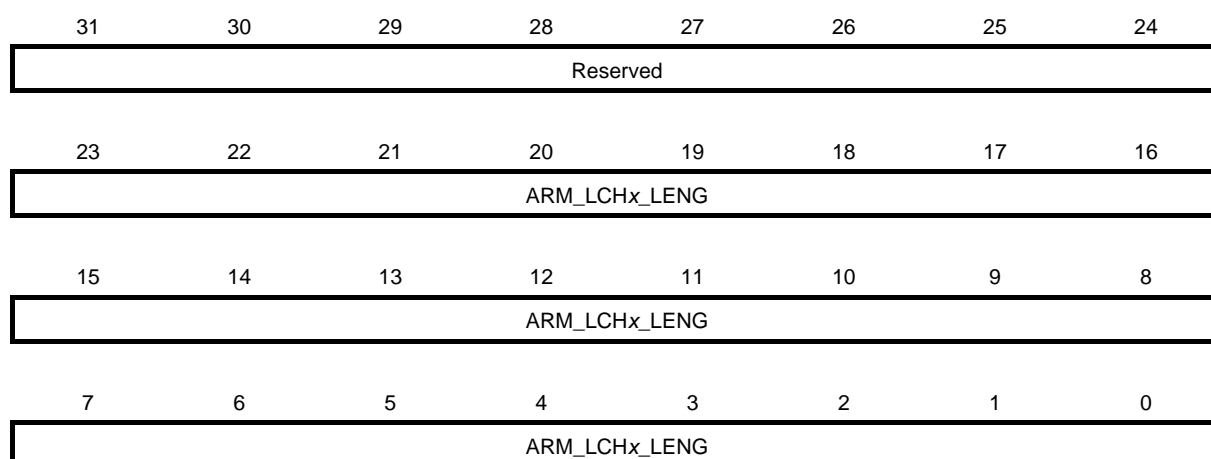 31 30 29 28 27 26 25 24
Reserved
23 22 21 20 19 18 17 16
ARM_LCHx_LENG
15 14 13 12 11 10 9 8
ARM_LCHx_LENG
7 6 5 4 3 2 1 0
ARM_LCHx_LENG